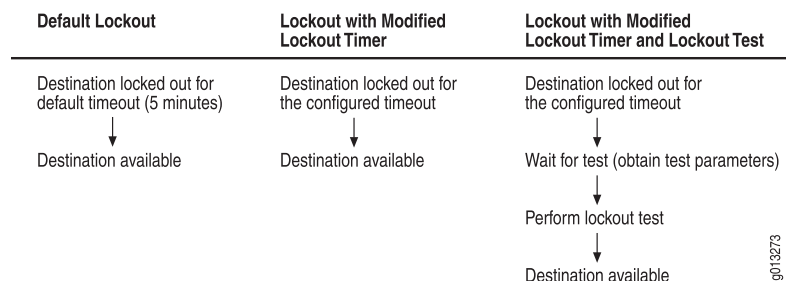 Default Lockout
Lockout with Modified
Lockout Timer
Lockout with Modified
Lockout Timer and Lockout Test
Destination locked out for
default timeout (5 minutes)
Destination available
Destination locked out for
the configured timeout
Destination available
Destination locked out for
the configured timeout
Wait for test (obtain test parameters)
Perform lockout test
Destination available
g013273